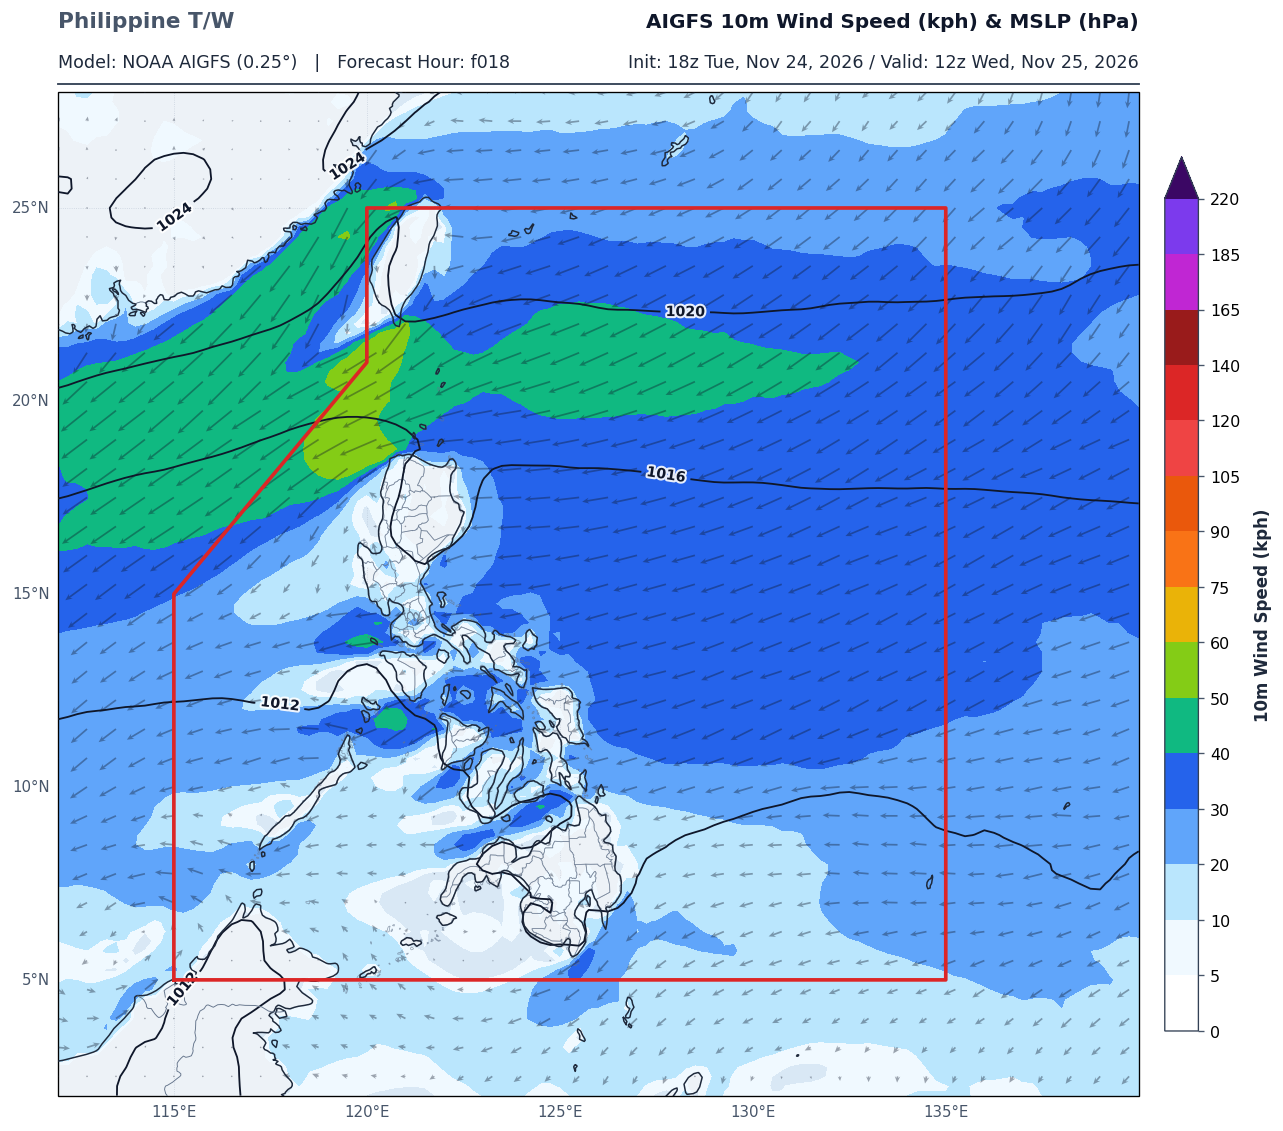 Philippine T/W
AIGFS 10m Wind Speed (kph) & MSLP (hPa)
Model: NOAA AIGFS (0.25°)   |   Forecast Hour: f018
Init: 18z Tue, Nov 24, 2026 / Valid: 12z Wed, Nov 25, 2026
1024
1024
1020
1016
1012
1012
25°N
20°N
15°N
10°N
5°N
115°E
120°E
125°E
130°E
135°E
220
185
165
140
120
105
90
75
60
50
40
30
20
10
5
0
10m Wind Speed (kph)